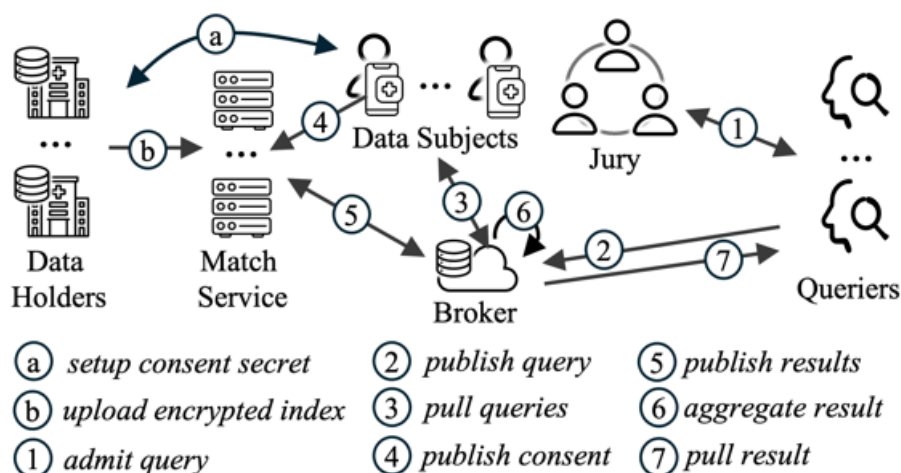 a
4
Data Subjects
1
...
b
...
Jury
...
3
6
5
2
7
Data
Holders
Match
Service
Broker
Queriers
a setup consent secret
2 publish query
5 publish results
b upload encrypted index
3 pull queries
6 aggregate result
1 admit query
4 publish consent
7 pull result